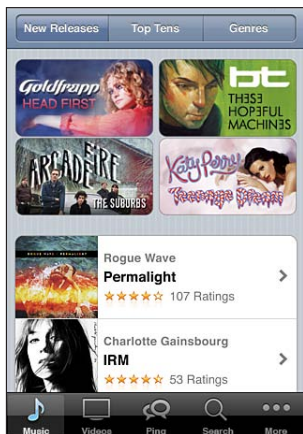 New Releases Top Tens Genres
Goldfrapp
HEAD FIRST
bt
THESE
HOPEFUL
MACHINES
ARCADE FIRE
THE SUBURBS
Katy Perry
Teenage Dream
Rogue Wave
Permalight
107 Ratings
Charlotte Gainsbourg
IRM
53 Ratings
Music Videos Ping Search More